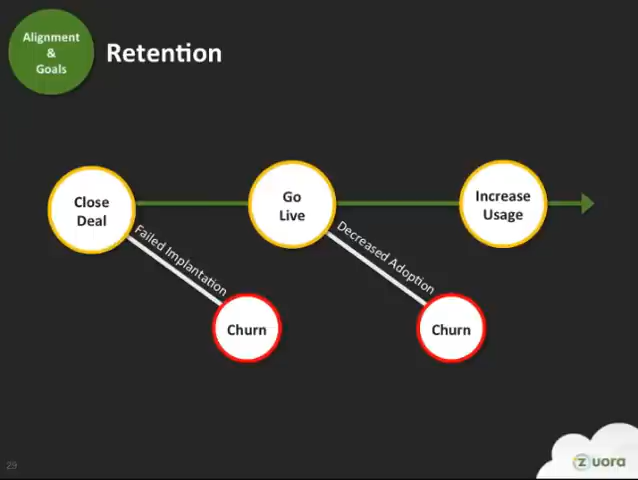 Alignment
&
Goals
Retention
Close
Deal
Go
Live
Increase
Usage
Failed Implantation
Decreased Adoption
Churn
Churn
29
zuora